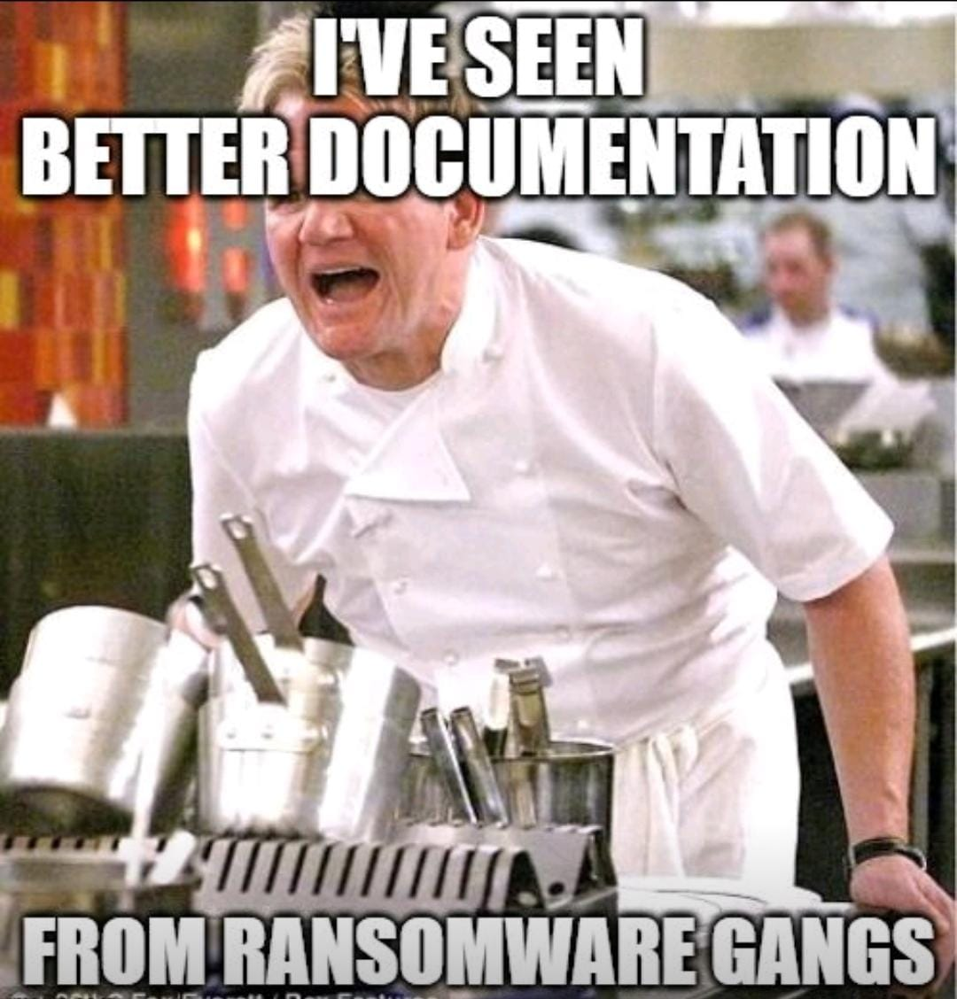 I'VE SEEN
BETTER DOCUMENTATION
FROM RANSOMWARE GANGS